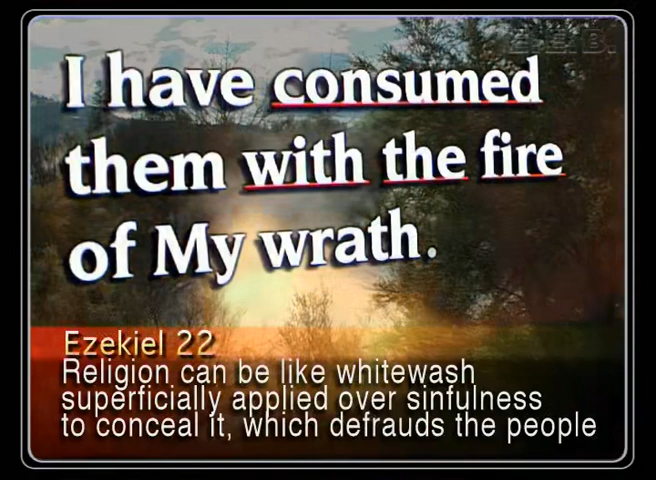 E.E.B.
I have consumed
them with the fire
of My wrath.
Ezekiel 22
Religion can be like whitewash
superficially applied over sinfulness
to conceal it, which defrauds the people